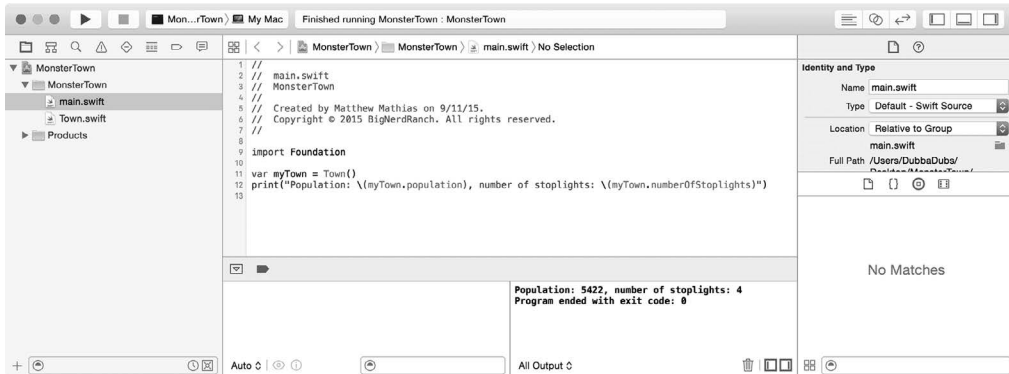 Mon...rTown 〉 My Mac
Finished running MonsterTown : MonsterTown
MonsterTown
MonsterTown
main.swift
Town.swift
Products
MonsterTown 〉 MonsterTown 〉 main.swift 〉 No Selection
1 //
2 //  main.swift
3 //  MonsterTown
4 //
5 //  Created by Matthew Mathias on 9/11/15.
6 //  Copyright © 2015 BigNerdRanch. All rights reserved.
7 //
8
9 import Foundation
10
11 var myTown = Town()
12 print("Population: \(myTown.population), number of stoplights: \(myTown.numberOfStoplights)")
13
Auto
Population: 5422, number of stoplights: 4
Program ended with exit code: 0
All Output
Identity and Type
Name main.swift
Type Default - Swift Source
Location Relative to Group
main.swift
Full Path /Users/DubbaDubs/
Desktop/MonsterTown/
No Matches